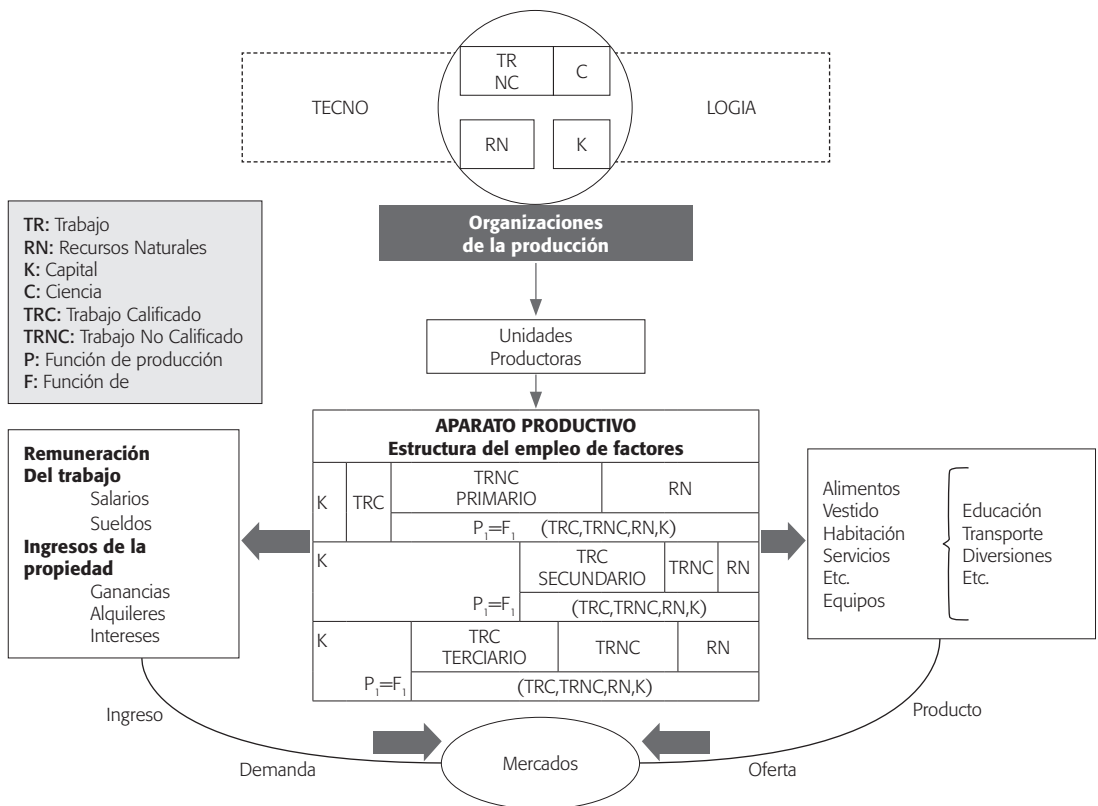 TECNO
TR
NC
C
LOGIA
RN
K
Organizaciones
de la producción
TR: Trabajo
RN: Recursos Naturales
K: Capital
C: Ciencia
TRC: Trabajo Calificado
TRNC: Trabajo No Calificado
P: Función de producción
F: Función de
Unidades
Productoras
APARATO PRODUCTIVO
Estructura del empleo de factores
K
TRC
TRNC
PRIMARIO
RN
P₁=F₁ (TRC,TRNC,RN,K)
K
TRC
SECUNDARIO
TRNC
RN
P₁=F₁
(TRC,TRNC,RN,K)
K
TRC
TERCIARIO
TRNC
RN
P₁=F₁
(TRC,TRNC,RN,K)
Remuneración
Del trabajo
Salarios
Sueldos
Ingresos de la
propiedad
Ganancias
Alquileres
Intereses
Alimentos
Vestido
Habitación
Servicios
Etc.
Equipos
Educación
Transporte
Diversiones
Etc.
Ingreso
Producto
Demanda
Mercados
Oferta